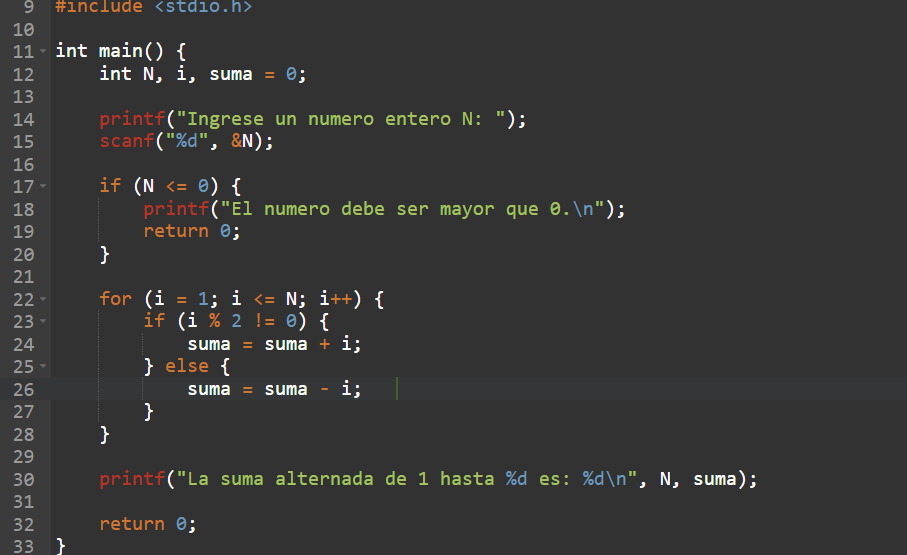 9 #include <stdio.h>
10
11 int main() {
12     int N, i, suma = 0;
13
14     printf("Ingrese un numero entero N: ");
15     scanf("%d", &N);
16
17     if (N <= 0) {
18         printf("El numero debe ser mayor que 0.\n");
19         return 0;
20     }
21
22     for (i = 1; i <= N; i++) {
23         if (i % 2 != 0) {
24             suma = suma + i;
25         } else {
26             suma = suma - i;
27         }
28     }
29
30     printf("La suma alternada de 1 hasta %d es: %d\n", N, suma);
31
32     return 0;
33 }